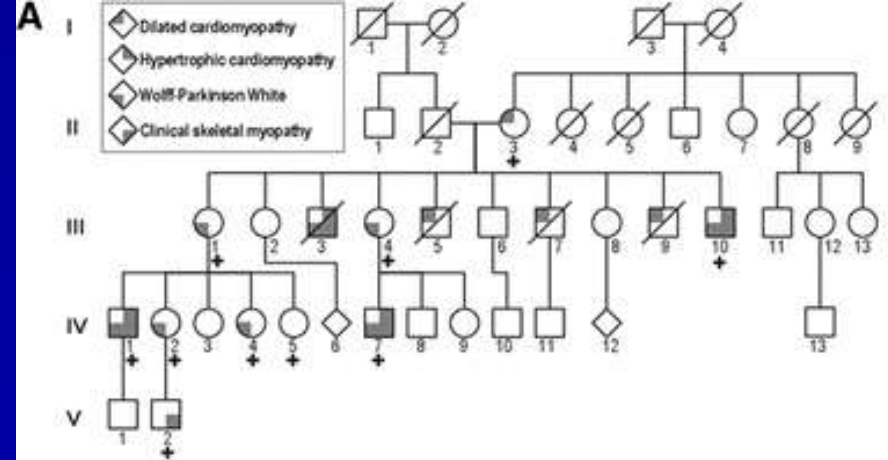 A
Dilated cardiomyopathy
Hypertrophic cardiomyopathy
Wolff-Parkinson White
Clinical skeletal myopathy
I
1 2 3 4
II
1 2 3 4 5 6 7 8 9
+
III
1 2 3 4 5 6 7 8 9 10 11 12 13
+ + +
IV
1 2 3 4 5 6 7 8 9 10 11 12 13
+ + + + +
V
1 2
+